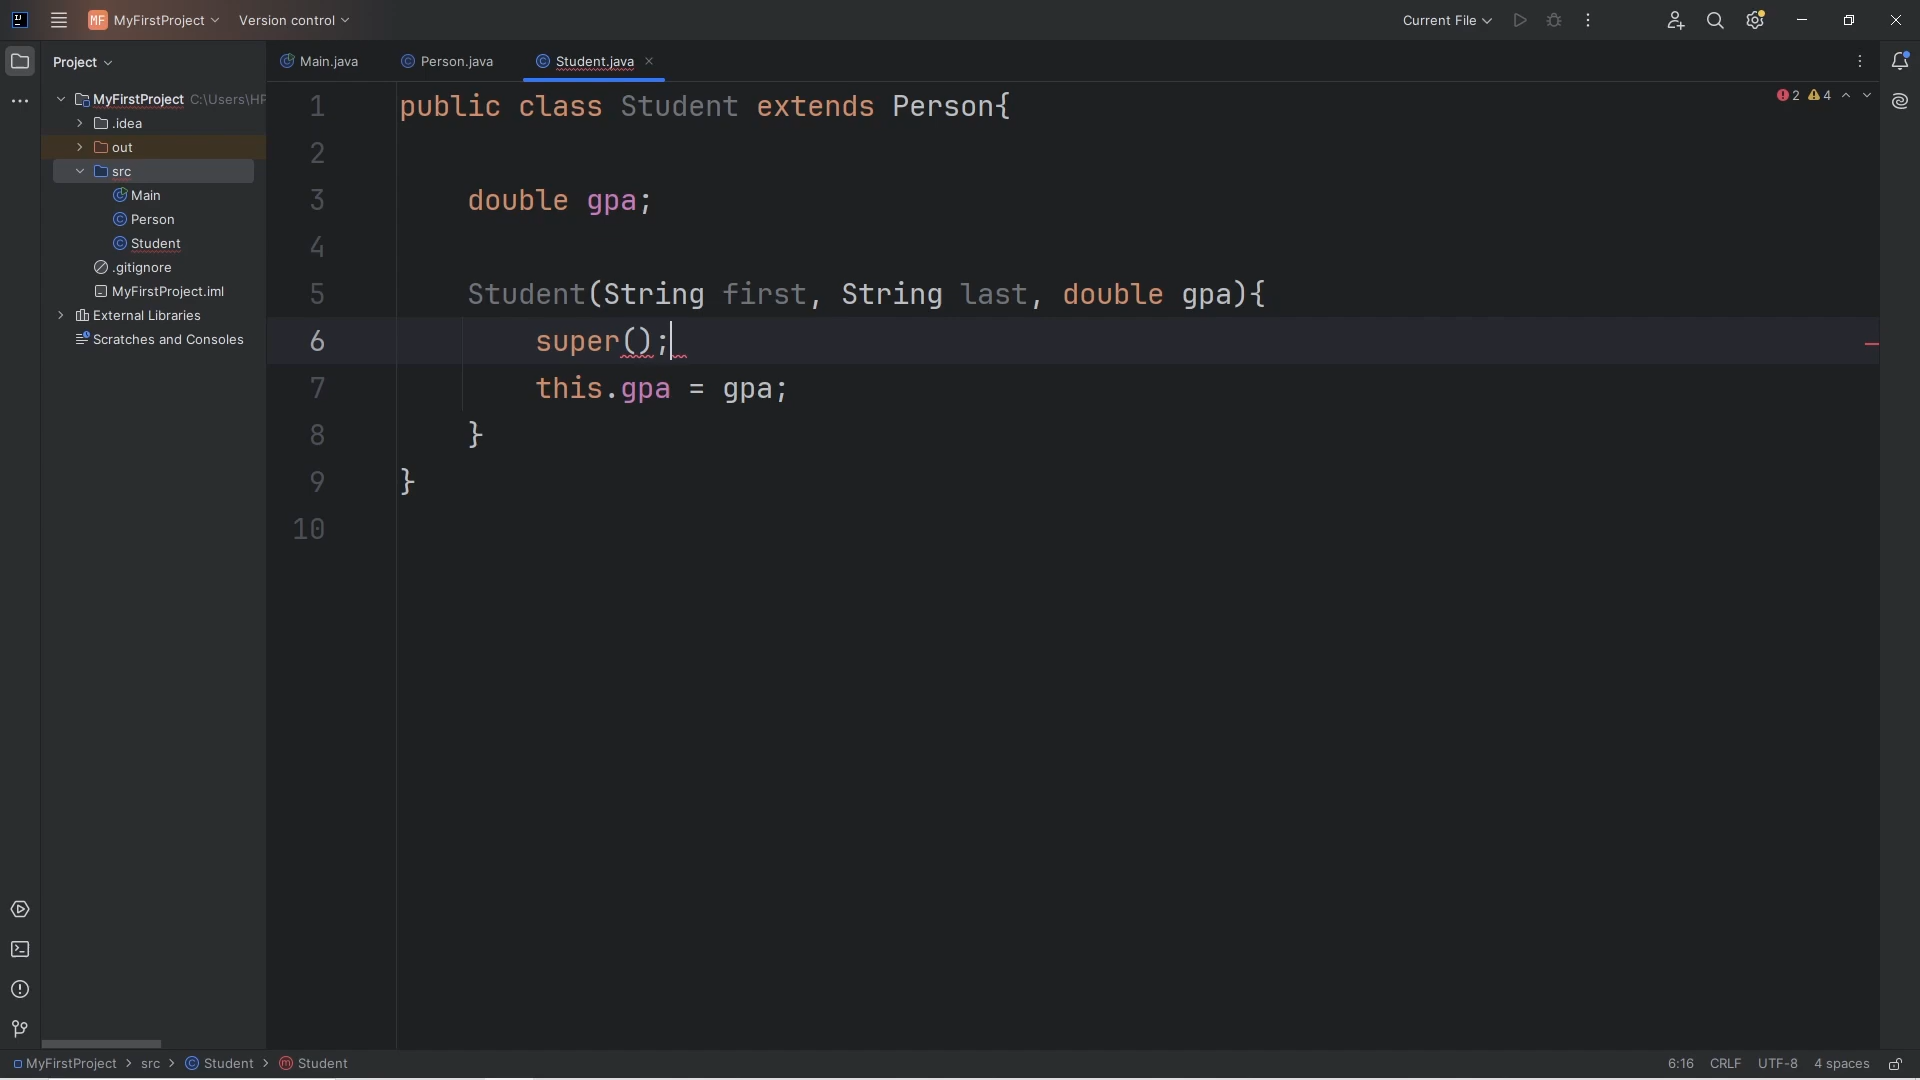 MF MyFirstProject Version control Current File
Project Main.java Person.java Student.java
MyFirstProject C:\Users\HP
.idea
out
src
Main
Person
Student
.gitignore
MyFirstProject.iml
External Libraries
Scratches and Consoles
2 4
1 public class Student extends Person{
2
3 double gpa;
4
5 Student(String first, String last, double gpa){
6 super();
7 this.gpa = gpa;
8 }
9 }
10
MyFirstProject > src > Student > Student 6:16 CRLF UTF-8 4 spaces